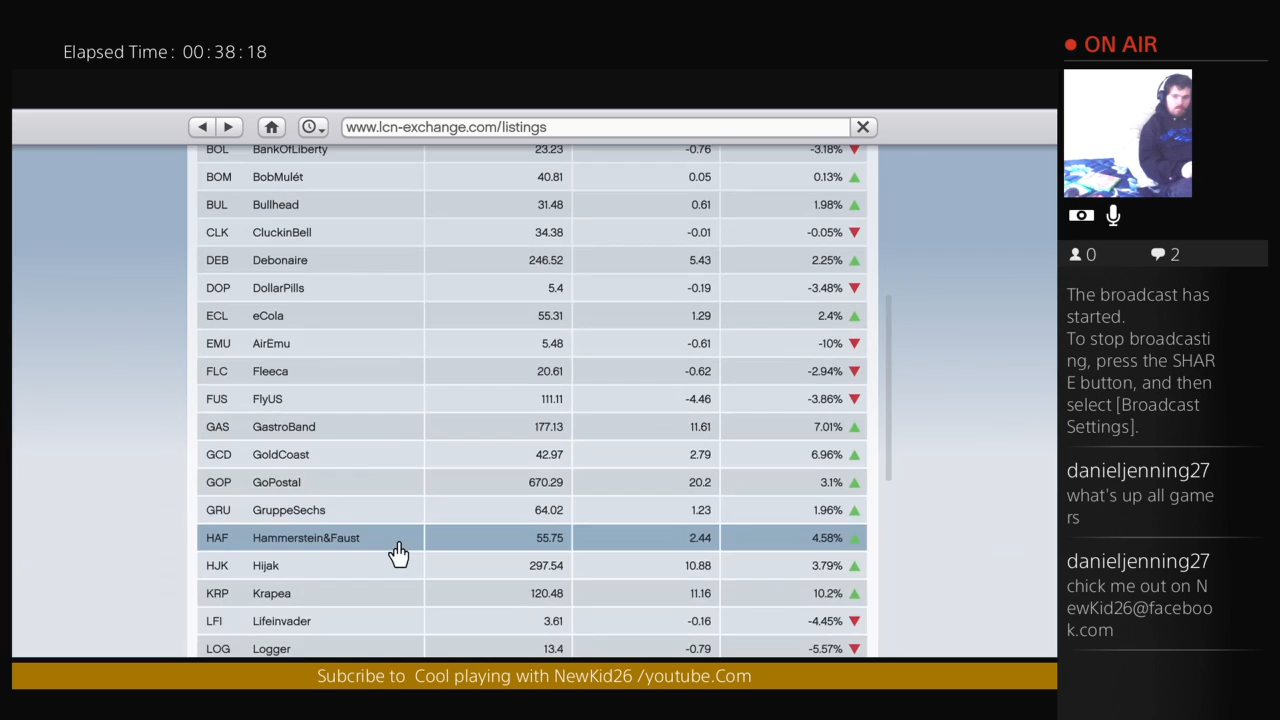 Elapsed Time: 00:38:18
ON AIR
www.lcn-exchange.com/listings
BOL BankOfLiberty 23.23 -0.76 -3.18%
BOM BobMulét 40.81 0.05 0.13%
BUL Bullhead 31.48 0.61 1.98%
CLK CluckinBell 34.38 -0.01 -0.05%
DEB Debonaire 246.52 5.43 2.25%
DOP DollarPills 5.4 -0.19 -3.48%
ECL eCola 55.31 1.29 2.4%
EMU AirEmu 5.48 -0.61 -10%
FLC Fleeca 20.61 -0.62 -2.94%
FUS FlyUS 111.11 -4.46 -3.86%
GAS GastroBand 177.13 11.61 7.01%
GCD GoldCoast 42.97 2.79 6.96%
GOP GoPostal 670.29 20.2 3.1%
GRU GruppeSechs 64.02 1.23 1.96%
HAF Hammerstein&Faust 55.75 2.44 4.58%
HJK Hijak 297.54 10.88 3.79%
KRP Krapea 120.48 11.16 10.2%
LFI Lifeinvader 3.61 -0.16 -4.45%
LOG Logger 13.4 -0.79 -5.57%
Subcribe to Cool playing with NewKid26 /youtube.Com
0 2
The broadcast has
started.
To stop broadcasti
ng, press the SHAR
E button, and then
select [Broadcast
Settings].
danieljenning27
what's up all game
rs
danieljenning27
chick me out on N
ewKid26@faceboo
k.com